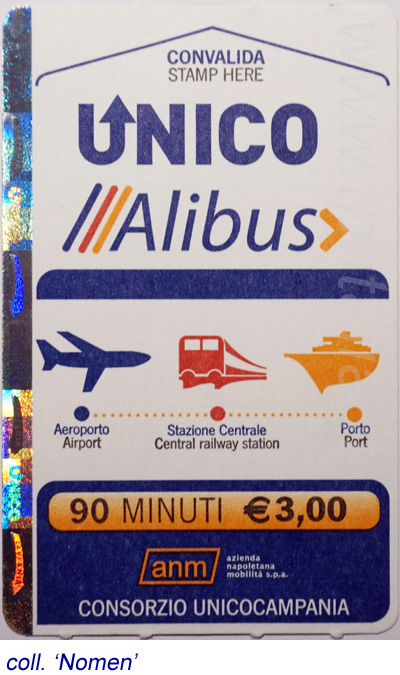 CONVALIDA
STAMP HERE
UNICO
Alibus
Aeroporto
Airport
Stazione Centrale
Central railway station
Porto
Port
90 MINUTI €3,00
anm
azienda
napoletana
mobilità s.p.a.
CONSORZIO UNICOCAMPANIA
coll. ‘Nomen’